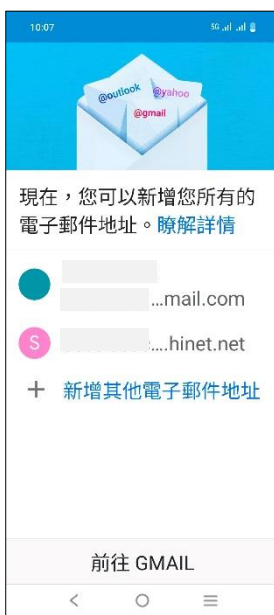 10:07
5G
@outlook @yahoo
@gmail
現在，您可以新增您所有的
電子郵件地址。瞭解詳情
...mail.com
S
....hinet.net
+ 新增其他電子郵件地址
前往 GMAIL